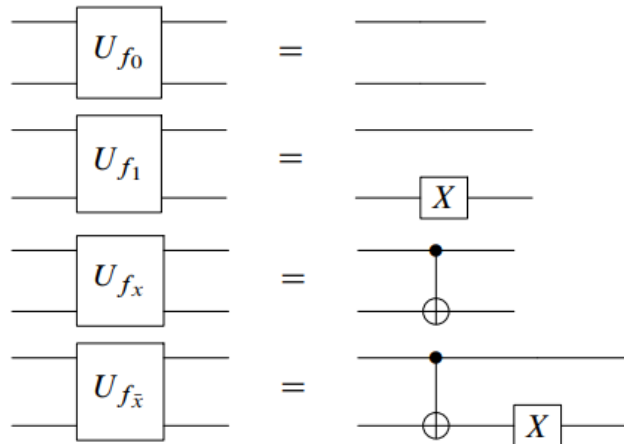 U_{f_0} =
U_{f_1} = X
U_{f_x} =
U_{f_{\bar{x}}} = X